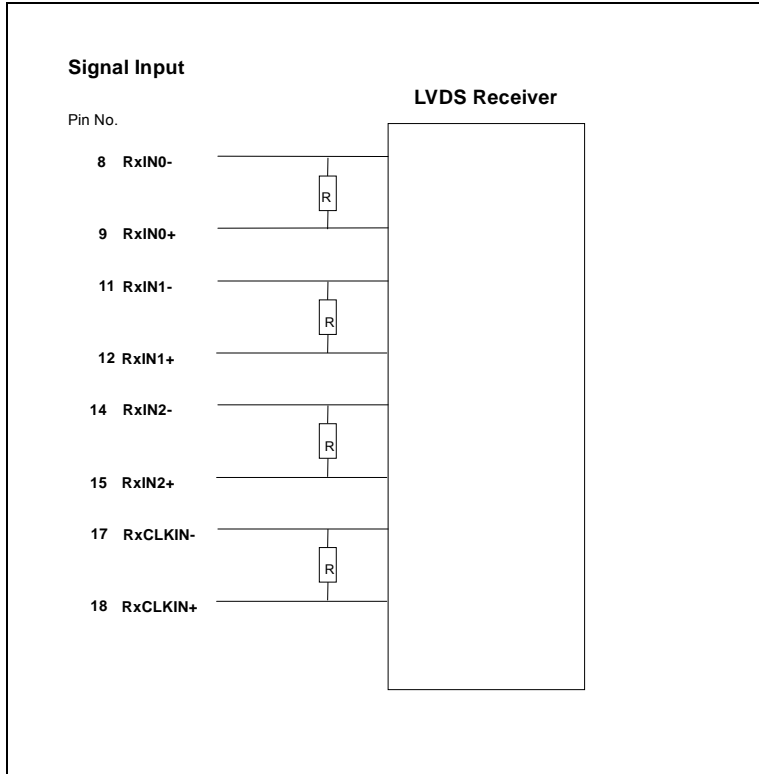 Signal Input
LVDS Receiver
Pin No.
8 RxIN0-
R
9 RxIN0+
11 RxIN1-
R
12 RxIN1+
14 RxIN2-
R
15 RxIN2+
17 RxCLKIN-
R
18 RxCLKIN+